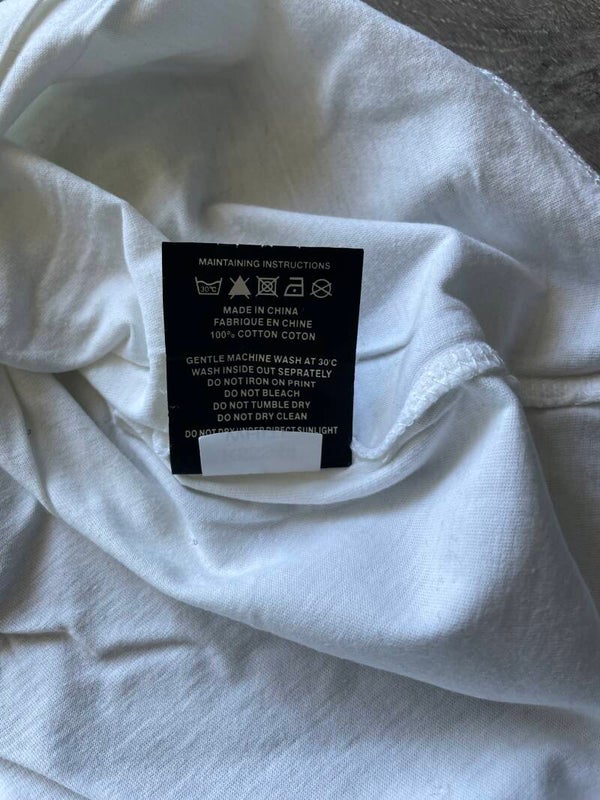 MAINTAINING INSTRUCTIONS
30°C
MADE IN CHINA
FABRIQUE EN CHINE
100% COTTON COTON
GENTLE MACHINE WASH AT 30°C
WASH INSIDE OUT SEPRATELY
DO NOT IRON ON PRINT
DO NOT BLEACH
DO NOT TUMBLE DRY
DO NOT DRY CLEAN
DO NOT DRY UNDER DIRECT SUNLIGHT